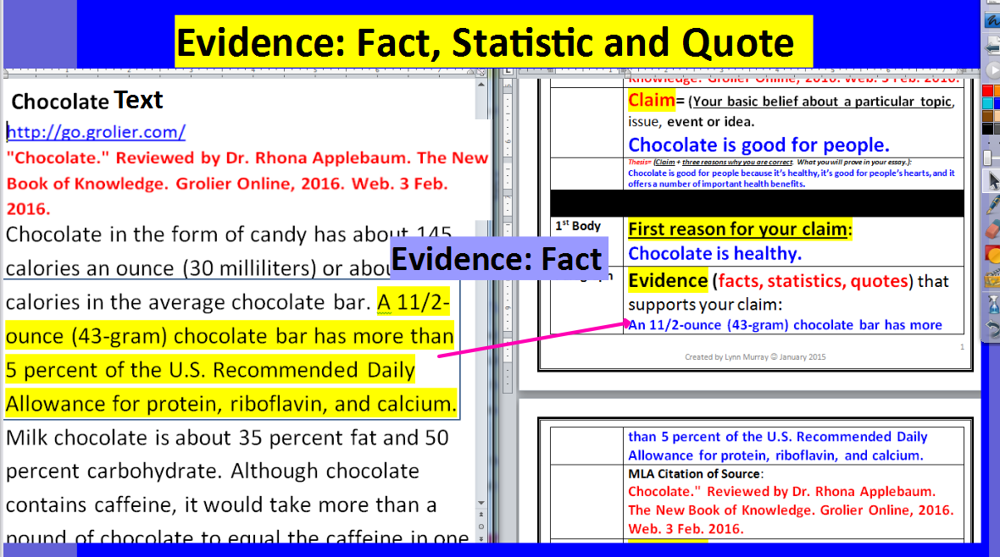 Evidence: Fact, Statistic and Quote
Chocolate Text
http://go.grolier.com/
"Chocolate." Reviewed by Dr. Rhona Applebaum. The New
Book of Knowledge. Grolier Online, 2016. Web. 3 Feb.
2016.
Chocolate in the form of candy has about 145
calories an ounce (30 milliliters) or
calories in the average chocolate bar. A 11/2-
ounce (43-gram) chocolate bar has more than
5 percent of the U.S. Recommended Daily
Allowance for protein, riboflavin, and calcium.
Milk chocolate is about 35 percent fat and 50
percent carbohydrate. Although chocolate
contains caffeine, it would take more than a
pound of chocolate to equal the caffeine in one
Evidence: Fact
Knowledge. Grolier Online, 2016. Web. 3 Feb. 2016.
Claim= (Your basic belief about a particular topic,
issue, event or idea.
Chocolate is good for people.
Thesis= (Claim + three reasons why you are correct. What you will prove in your essay.):
Chocolate is good for people because it's healthy, it's good for people's hearts, and it
offers a number of important health benefits.
1st Body
First reason for your claim:
Chocolate is healthy.
Evidence (facts, statistics, quotes) that
supports your claim:
An 11/2-ounce (43-gram) chocolate bar has more
1
Created by Lynn Murray © January 2015
than 5 percent of the U.S. Recommended Daily
Allowance for protein, riboflavin, and calcium.
MLA Citation of Source:
Chocolate." Reviewed by Dr. Rhona Applebaum.
The New Book of Knowledge. Grolier Online, 2016.
Web. 3 Feb. 2016.